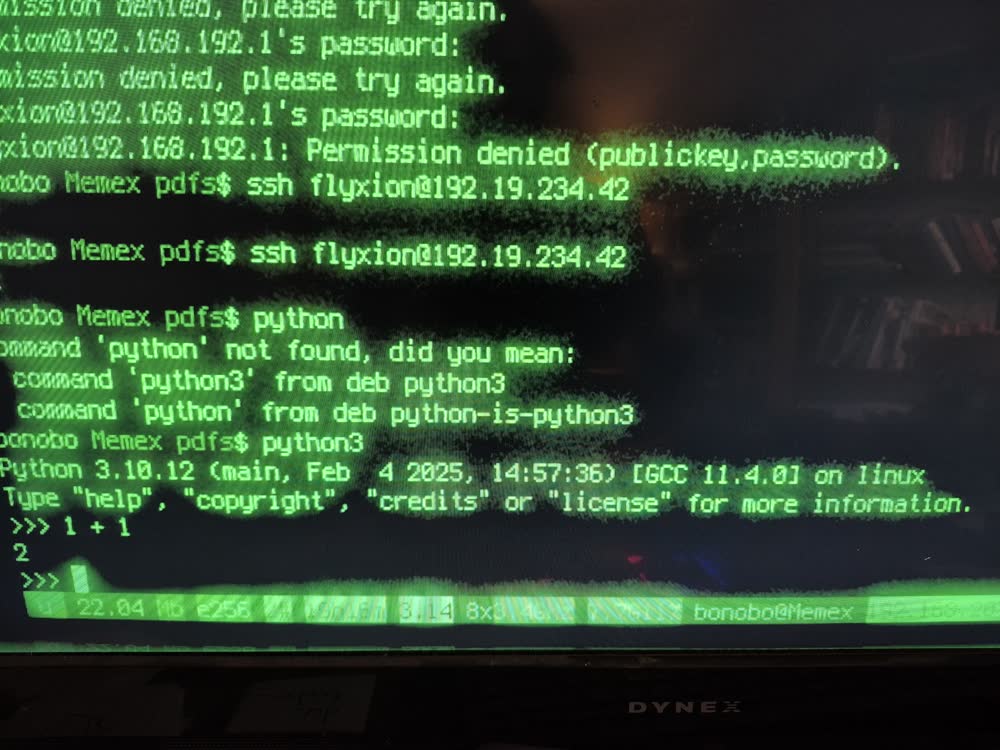 mission denied, please try again.
xion@192.168.192.1's password:
mission denied, please try again.
xion@192.168.192.1's password:
yxion@192.168.192.1: Permission denied (publickey,password).
nobo Memex pdfs$ ssh flyxion@192.19.234.42
nobo Memex pdfs$ ssh flyxion@192.19.234.42
onobo Memex pdfs$ python
ommand 'python' not found, did you mean:
command 'python3' from deb python3
command 'python' from deb python-is-python3
bonobo Memex pdfs$ python3
Python 3.10.12 (main, Feb 4 2025, 14:57:36) [GCC 11.4.0] on linux
Type "help", "copyright", "credits" or "license" for more information.
>>> 1 + 1
2
>>>
22.04 e256 3.14 bonobo@Memex
DYNEX